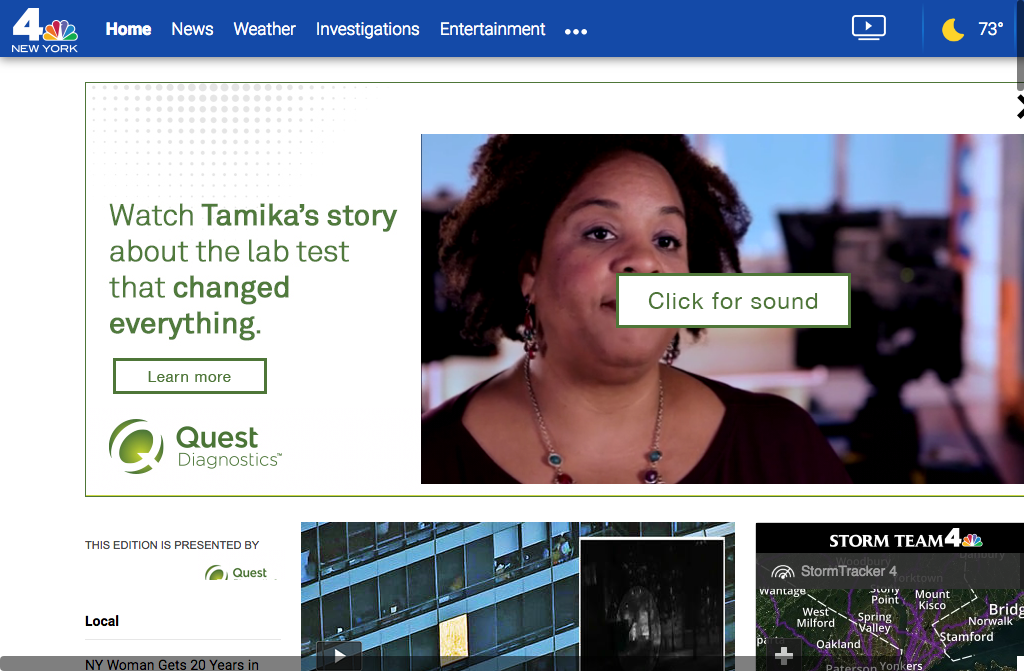 4
NEW YORK
Home News Weather Investigations Entertainment
73°
Watch Tamika's story
about the lab test
that changed
everything.
Learn more
Quest
Diagnostics™
Click for sound
THIS EDITION IS PRESENTED BY
Quest
Local
NY Woman Gets 20 Years in
STORM TEAM 4
StormTracker 4
Woodbury
Danbury
Yorktown
Wantage
Stony
Point
Mount
Kisco
West
Milford
Spring
Valley
Bridg
Norwalk
Stamford
Oakland
Paterson
Yonkers
pa